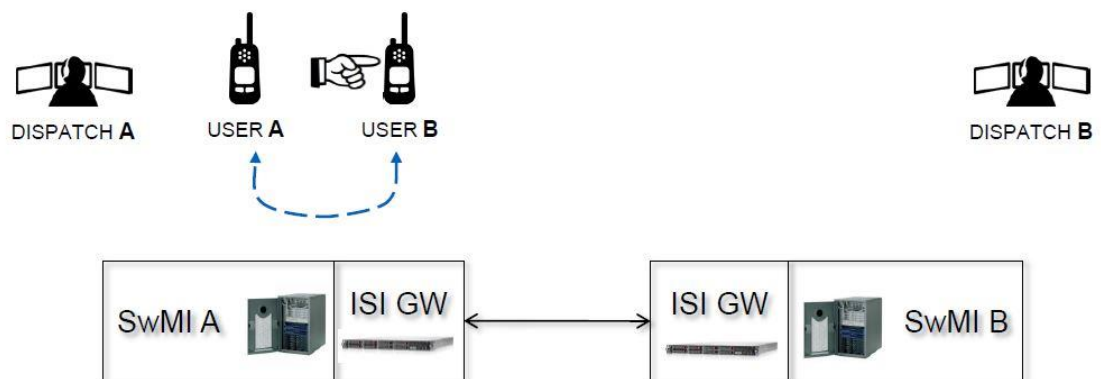 DISPATCH A
USER A
USER B
DISPATCH B
SwMI A
ISI GW
ISI GW
SwMI B